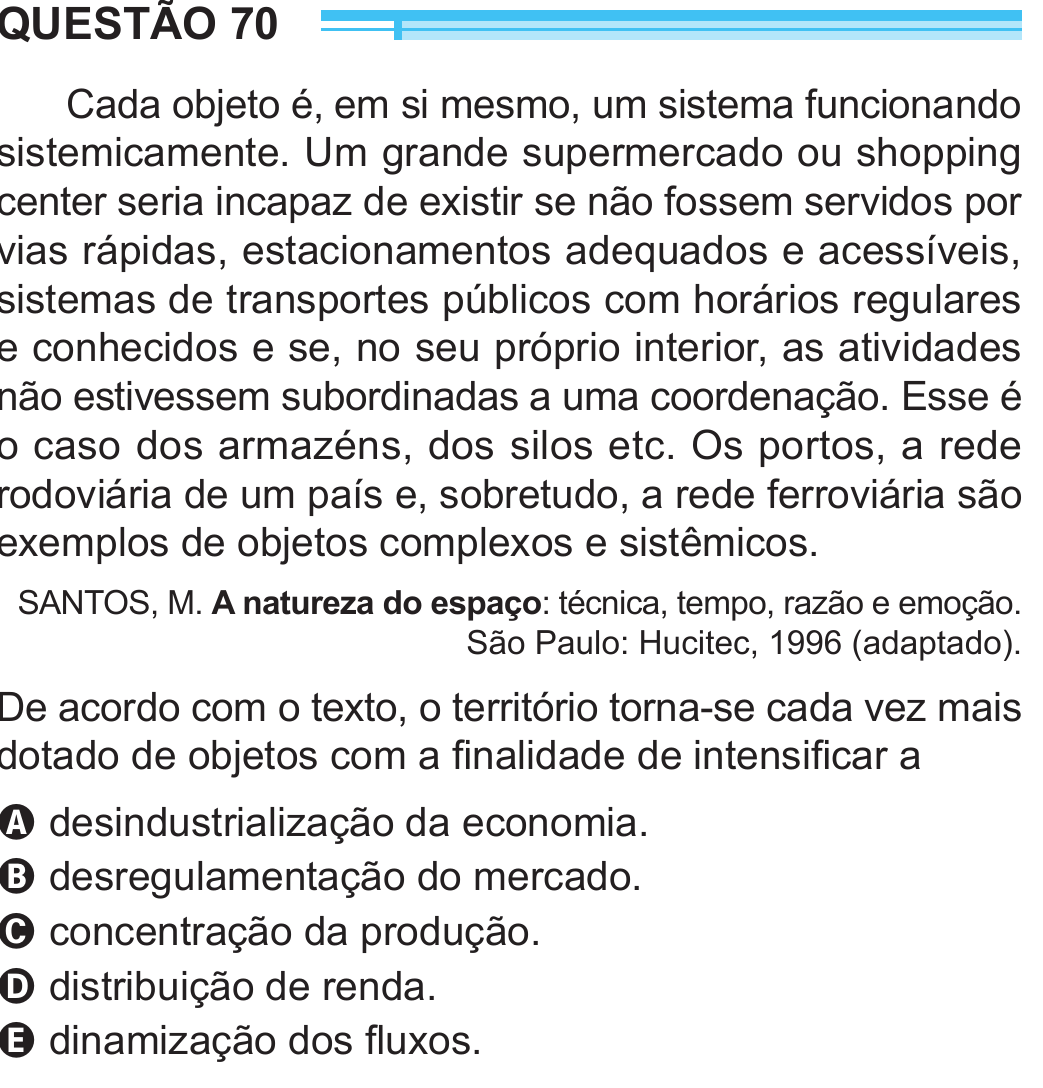 QUESTÃO 70
Cada objeto é, em si mesmo, um sistema funcionando
sistemicamente. Um grande supermercado ou shopping
center seria incapaz de existir se não fossem servidos por
vias rápidas, estacionamentos adequados e acessíveis,
sistemas de transportes públicos com horários regulares
e conhecidos e se, no seu próprio interior, as atividades
não estivessem subordinadas a uma coordenação. Esse é
o caso dos armazéns, dos silos etc. Os portos, a rede
rodoviária de um país e, sobretudo, a rede ferroviária são
exemplos de objetos complexos e sistêmicos.
SANTOS, M. A natureza do espaço: técnica, tempo, razão e emoção.
São Paulo: Hucitec, 1996 (adaptado).
De acordo com o texto, o território torna-se cada vez mais
dotado de objetos com a finalidade de intensificar a
A desindustrialização da economia.
B desregulamentação do mercado.
C concentração da produção.
D distribuição de renda.
E dinamização dos fluxos.